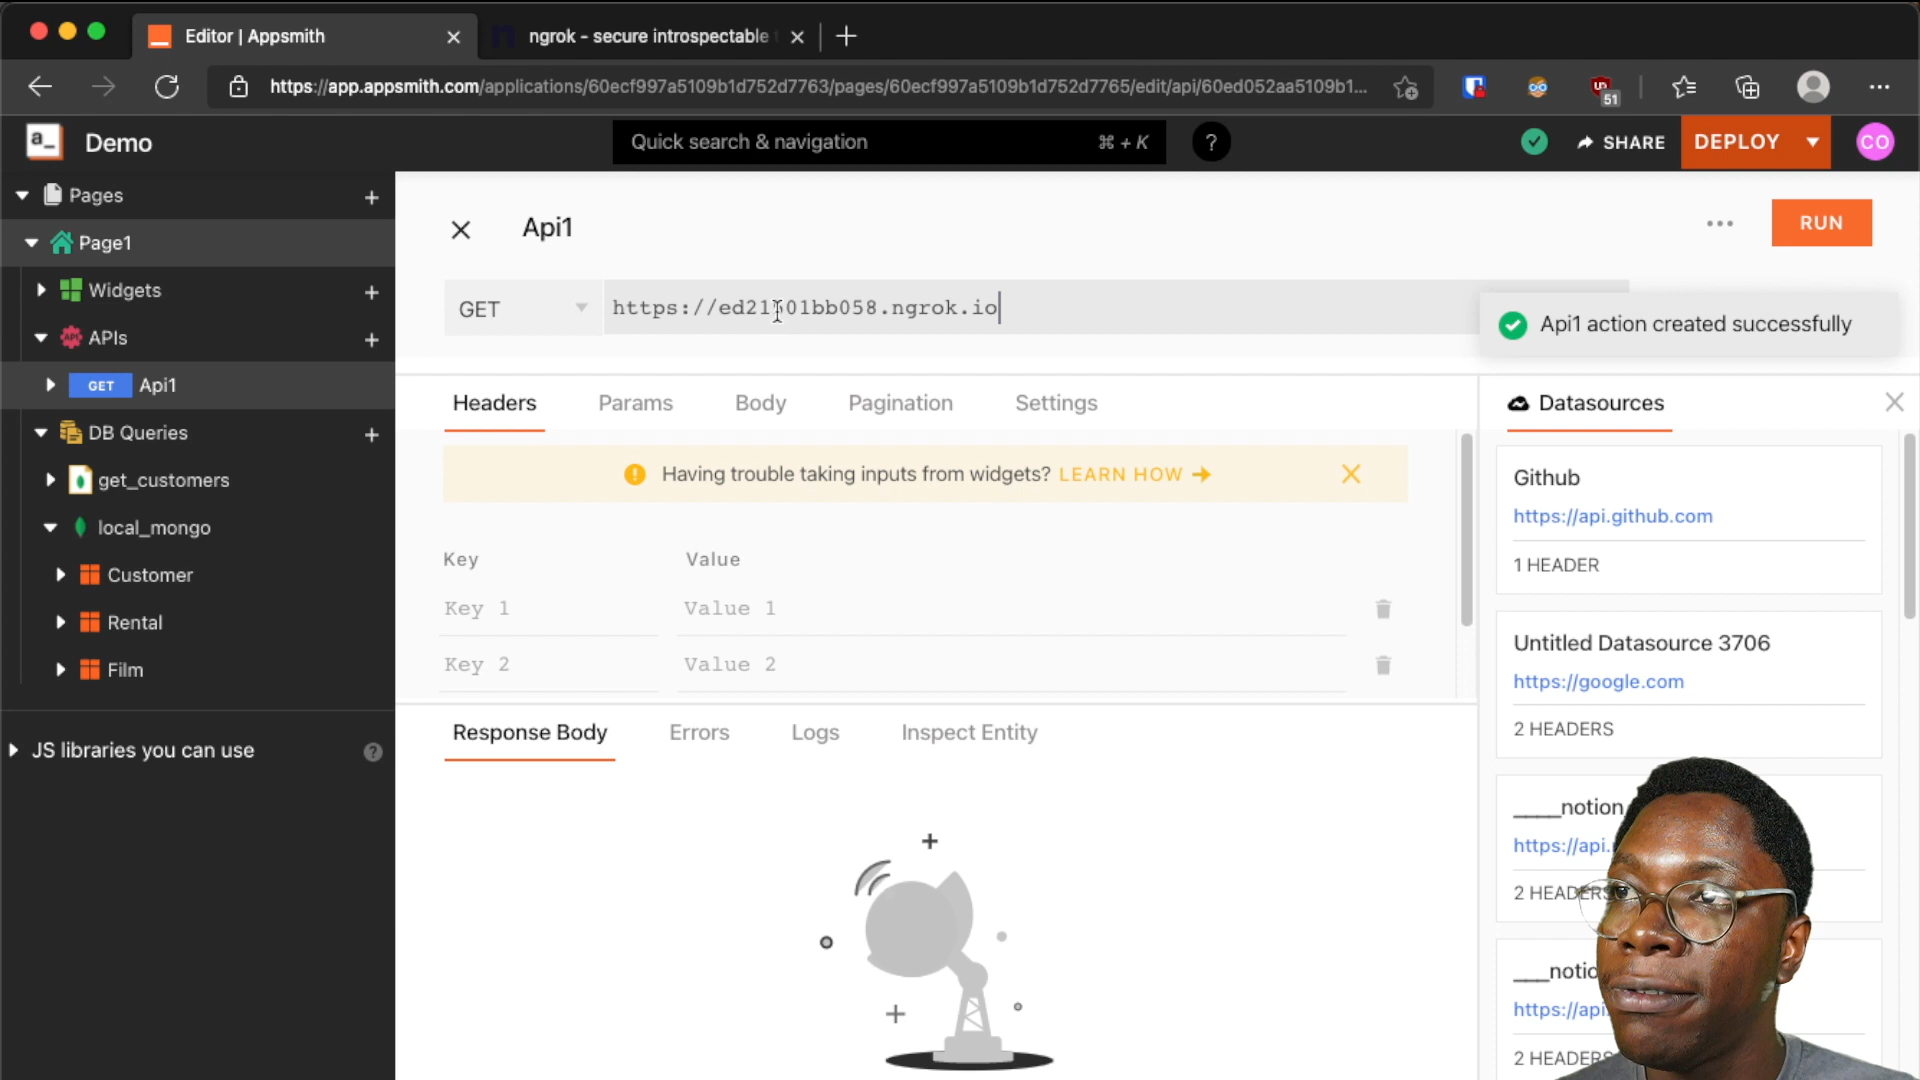 Editor | Appsmith
ngrok - secure introspectable
https://app.appsmith.com/applications/60ecf997a5109b1d752d7763/pages/60ecf997a5109b1d752d7765/edit/api/60ed052aa5109b1...
51
a_
Demo
Quick search & navigation
⌘ + K
?
SHARE
DEPLOY
CO
Pages
Page1
Widgets
APIs
API
GET Api1
DB Queries
get_customers
local_mongo
Customer
Rental
Film
JS libraries you can use
?
Api1
RUN
GET
.ngrok.io
Api1 action created successfully
Headers
Params
Body
Pagination
Settings
Having trouble taking inputs from widgets? LEARN HOW
Key
Value
Key 1
Value 1
Key 2
Value 2
Response Body
Errors
Logs
Inspect Entity
Datasources
Github
https://api.github.com
1 HEADER
Untitled Datasource 3706
https://google.com
2 HEADERS
____notion
https://api.
2 HEADERS
___notio
https://api
2 HEADERS